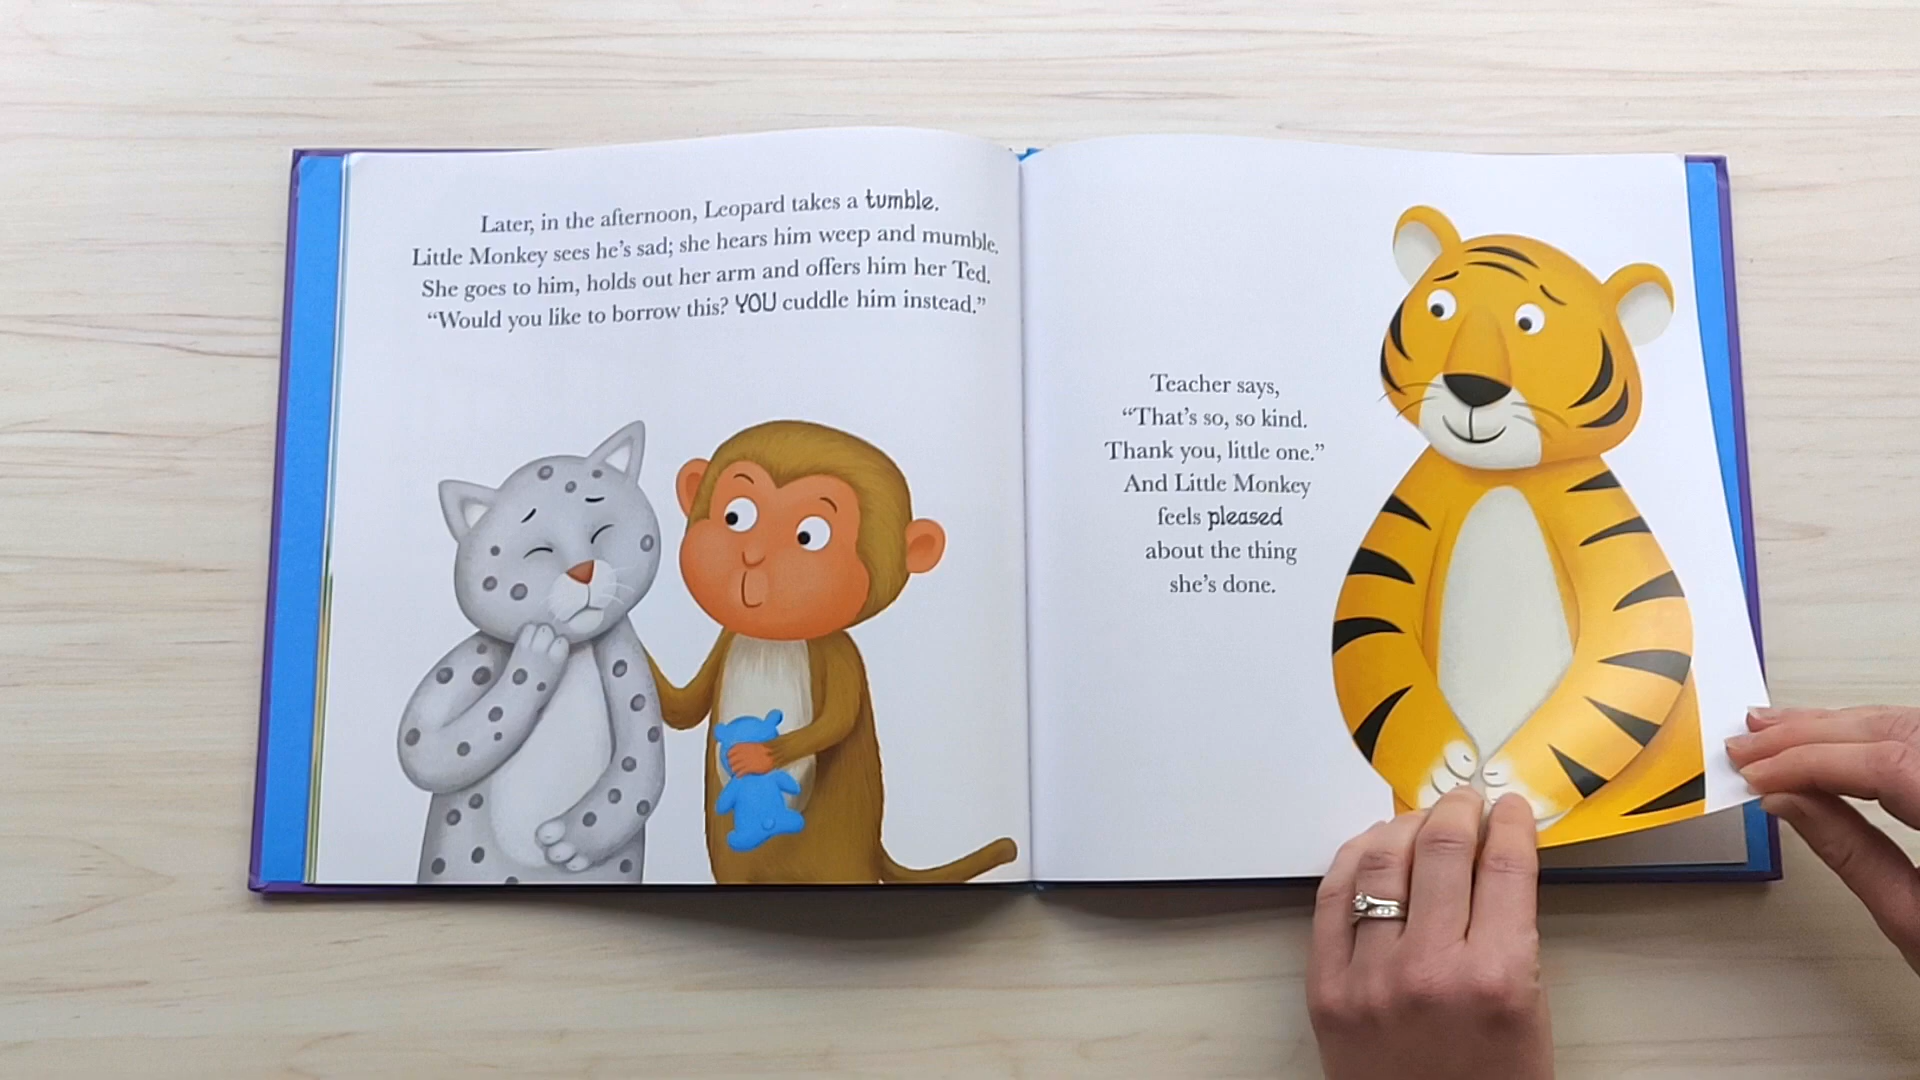 Later, in the afternoon, Leopard takes a tumble.
Little Monkey sees he's sad; she hears him weep and mumble.
She goes to him, holds out her arm and offers him her Ted.
“Would you like to borrow this? YOU cuddle him instead.”
Teacher says,
“That's so, so kind.
Thank you, little one.”
And Little Monkey
feels pleased
about the thing
she's done.